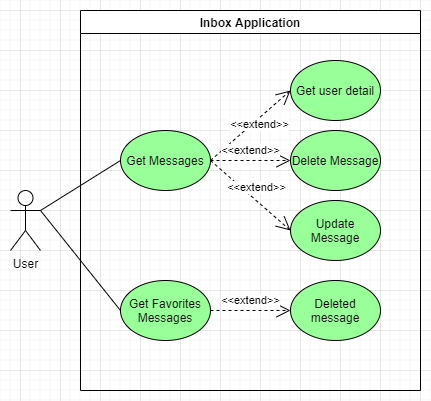 Inbox Application
Get user detail
<<extend>>
Get Messages
<<extend>>
Delete Message
<<extend>>
Update
Message
User
Get Favorites
Messages
<<extend>>
Deleted
message